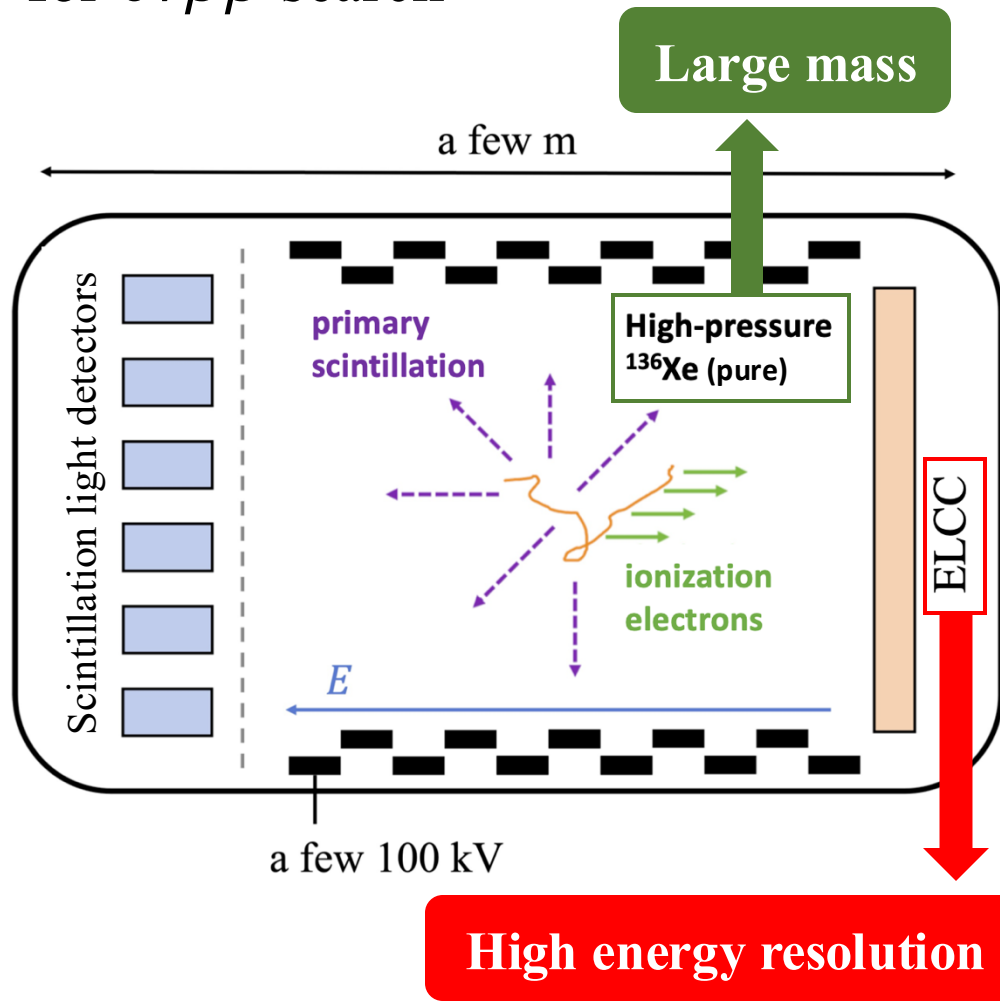 Large mass
a few m
Scintillation light detectors
primary
scintillation
High-pressure
¹³⁶Xe (pure)
ELCC
ionization
electrons
E
a few 100 kV
High energy resolution